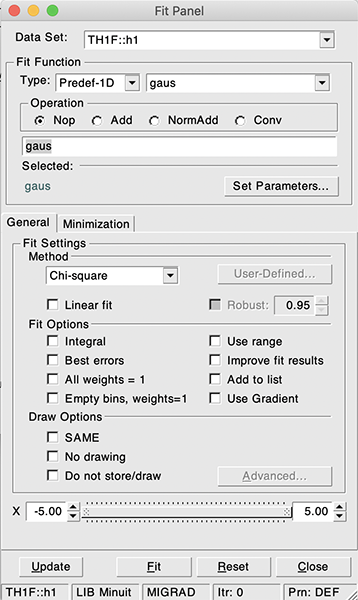 Fit Panel
Data Set: TH1F::h1
Fit Function
Type: Predef-1D gaus
Operation
Nop Add NormAdd Conv
gaus
Selected:
gaus Set Parameters...
General Minimization
Fit Settings
Method
Chi-square User-Defined...
Linear fit Robust: 0.95
Fit Options
Integral Use range
Best errors Improve fit results
All weights = 1 Add to list
Empty bins, weights=1 Use Gradient
Draw Options
SAME
No drawing
Do not store/draw Advanced...
X -5.00 5.00
Update Fit Reset Close
TH1F::h1 LIB Minuit MIGRAD Itr: 0 Prn: DEF